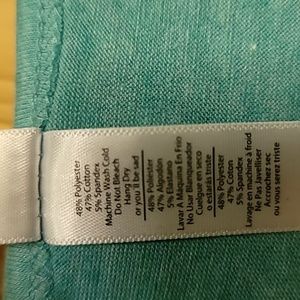 48% Polyester
47% Cotton
5% Spandex
Machine Wash Cold
Do Not Bleach
Hang Dry
or you'll be sad
48% Poliéster
47% Algodón
5% Elastano
Lavar A Máquina En Frío
No Usar Blanqueador
Cuelgue en seco
o estarás triste
48% Polyester
47% Coton
5% Spandex
Lavage en machine à froid
Ne Pas Javelliser
Accrochez sec
ou vous serez triste